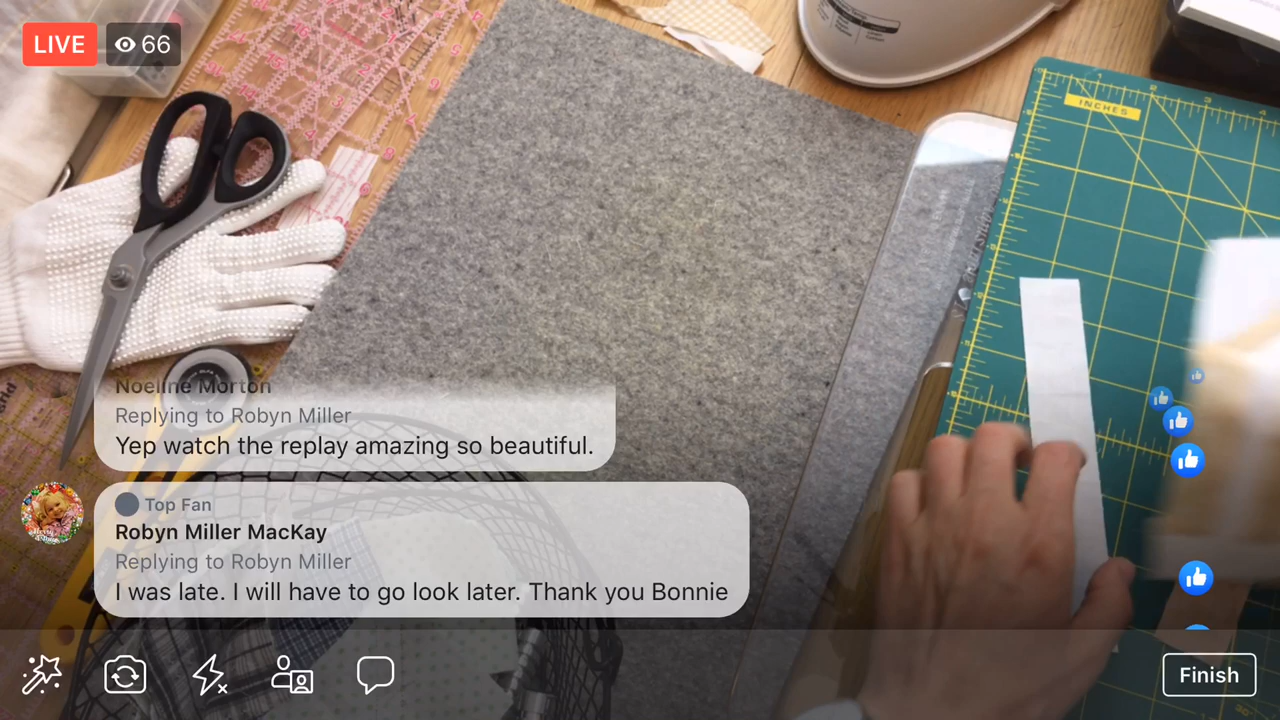 LIVE
66
INCHES
Noeline Morton
Replying to Robyn Miller
Yep watch the replay amazing so beautiful.
Top Fan
Robyn Miller MacKay
Replying to Robyn Miller
I was late. I will have to go look later. Thank you Bonnie
Finish